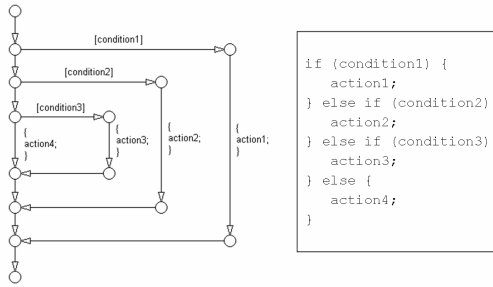 [condition1]
[condition2]
[condition3]
{
action4;
}
{
action3;
}
{
action2;
}
{
action1;
}
if (condition1) {
action1;
} else if (condition2)
action2;
} else if (condition3)
action3;
} else {
action4;
}